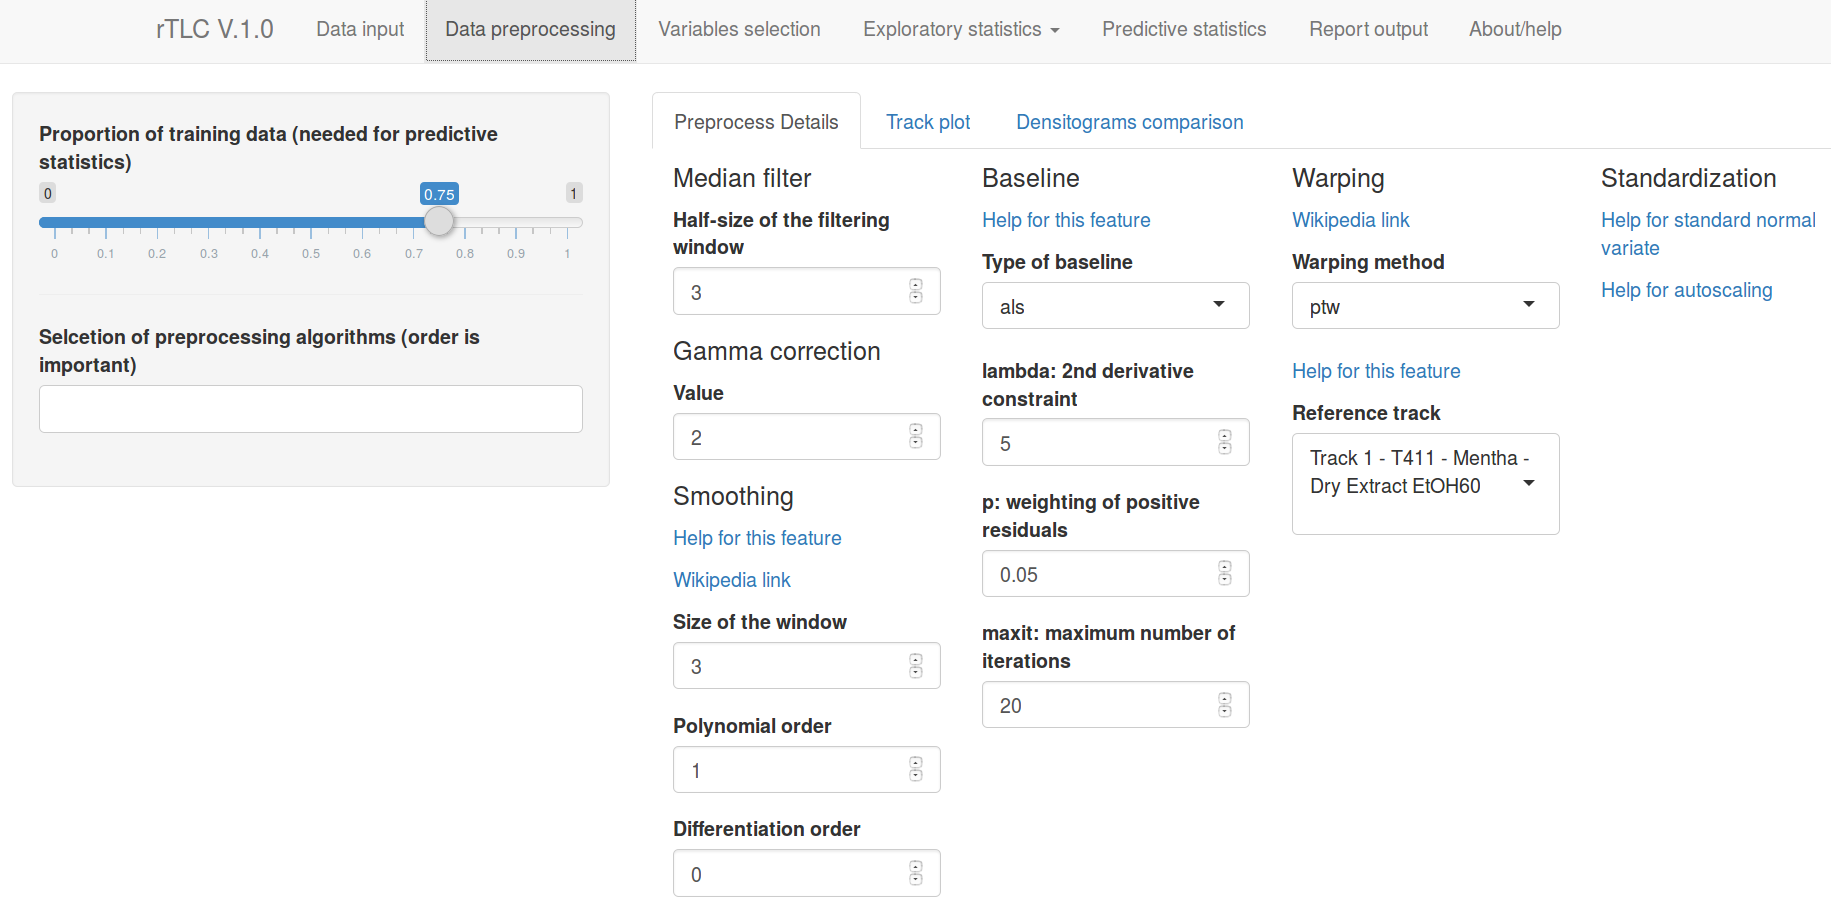 rTLC V.1.0
Data input
Data preprocessing
Variables selection
Exploratory statistics
Predictive statistics
Report output
About/help
Proportion of training data (needed for predictive
statistics)
0
0.75
1
0 0.1 0.2 0.3 0.4 0.5 0.6 0.7 0.8 0.9 1
Selcetion of preprocessing algorithms (order is
important)
Preprocess Details
Track plot
Densitograms comparison
Median filter
Half-size of the filtering
window
3
Gamma correction
Value
2
Smoothing
Help for this feature
Wikipedia link
Size of the window
3
Polynomial order
1
Differentiation order
0
Baseline
Help for this feature
Type of baseline
als
lambda: 2nd derivative
constraint
5
p: weighting of positive
residuals
0.05
maxit: maximum number of
iterations
20
Warping
Wikipedia link
Warping method
ptw
Help for this feature
Reference track
Track 1 - T411 - Mentha -
Dry Extract EtOH60
Standardization
Help for standard normal
variate
Help for autoscaling